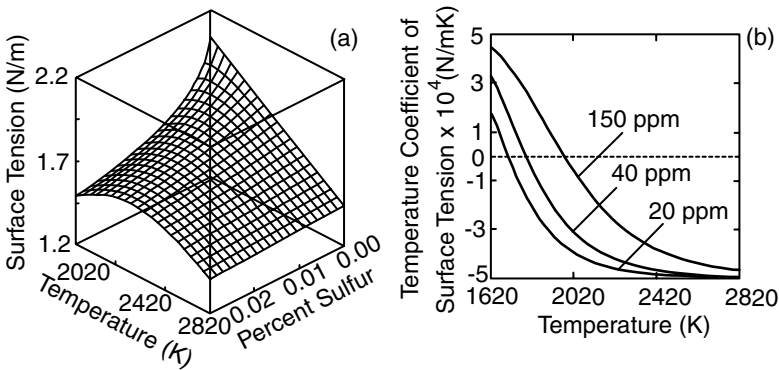 (a)
Surface Tension (N/m)
2.2
1.7
1.2
2020
2420
2820
Temperature (K)
0.02
0.01
0.00
Percent Sulfur
(b)
Temperature Coefficient of
Surface Tension x 10⁴(N/mK)
5
3
1
0
-1
-3
-5
150 ppm
40 ppm
20 ppm
1620
2020
2420
2820
Temperature (K)